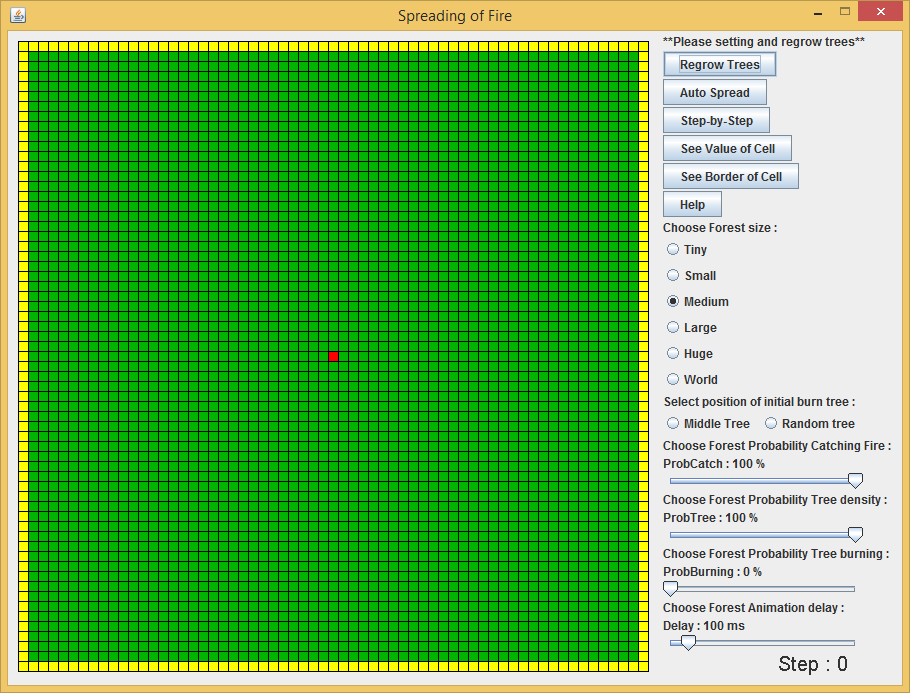 Spreading of Fire
**Please setting and regrow trees**
Regrow Trees
Auto Spread
Step-by-Step
See Value of Cell
See Border of Cell
Help
Choose Forest size :
Tiny
Small
Medium
Large
Huge
World
Select position of initial burn tree :
Middle Tree Random tree
Choose Forest Probability Catching Fire :
ProbCatch : 100 %
Choose Forest Probability Tree density :
ProbTree : 100 %
Choose Forest Probability Tree burning :
ProbBurning : 0 %
Choose Forest Animation delay :
Delay : 100 ms
Step : 0